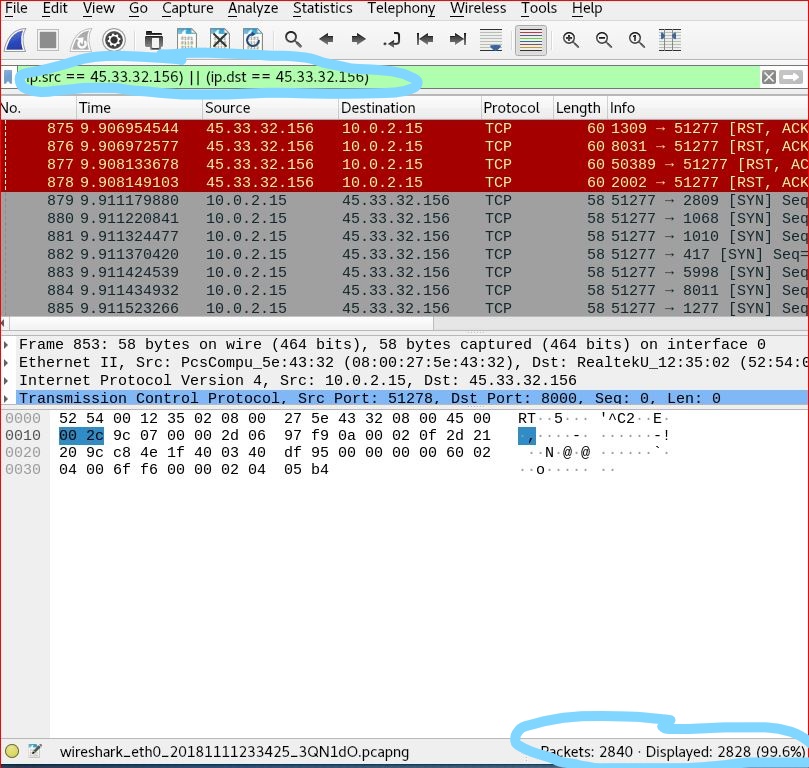 File Edit View Go Capture Analyze Statistics Telephony Wireless Tools Help
ip.src == 45.33.32.156) || (ip.dst == 45.33.32.156)
No. Time Source Destination Protocol Length Info
875 9.906954544 45.33.32.156 10.0.2.15 TCP 60 1309 → 51277 [RST, ACK
876 9.906972577 45.33.32.156 10.0.2.15 TCP 60 8031 → 51277 [RST, ACK
877 9.908133678 45.33.32.156 10.0.2.15 TCP 60 50389 → 51277 [RST, AC
878 9.908149103 45.33.32.156 10.0.2.15 TCP 60 2002 → 51277 [RST, ACK
879 9.911179880 10.0.2.15 45.33.32.156 TCP 58 51277 → 2809 [SYN] Seq
880 9.911220841 10.0.2.15 45.33.32.156 TCP 58 51277 → 1068 [SYN] Seq
881 9.911324477 10.0.2.15 45.33.32.156 TCP 58 51277 → 1010 [SYN] Seq
882 9.911370420 10.0.2.15 45.33.32.156 TCP 58 51277 → 417 [SYN] Seq=
883 9.911424539 10.0.2.15 45.33.32.156 TCP 58 51277 → 5998 [SYN] Seq
884 9.911434932 10.0.2.15 45.33.32.156 TCP 58 51277 → 8011 [SYN] Seq
885 9.911523266 10.0.2.15 45.33.32.156 TCP 58 51277 → 1277 [SYN] Seq
Frame 853: 58 bytes on wire (464 bits), 58 bytes captured (464 bits) on interface 0
Ethernet II, Src: PcsCompu_5e:43:32 (08:00:27:5e:43:32), Dst: RealtekU_12:35:02 (52:54:0
Internet Protocol Version 4, Src: 10.0.2.15, Dst: 45.33.32.156
Transmission Control Protocol, Src Port: 51278, Dst Port: 8000, Seq: 0, Len: 0
0000 52 54 00 12 35 02 08 00 27 5e 43 32 08 00 45 00 RT··5··· '^C2··E·
0010 00 2c 9c 07 00 00 2d 06 97 f9 0a 00 02 0f 2d 21 ·,····-· ······-!
0020 20 9c c8 4e 1f 40 03 40 df 95 00 00 00 00 60 02 ··N·@·@ ······`·
0030 04 00 6f f6 00 00 02 04 05 b4 ··o····· ··
wireshark_eth0_20181111233425_3QN1dO.pcapng Packets: 2840 · Displayed: 2828 (99.6%)